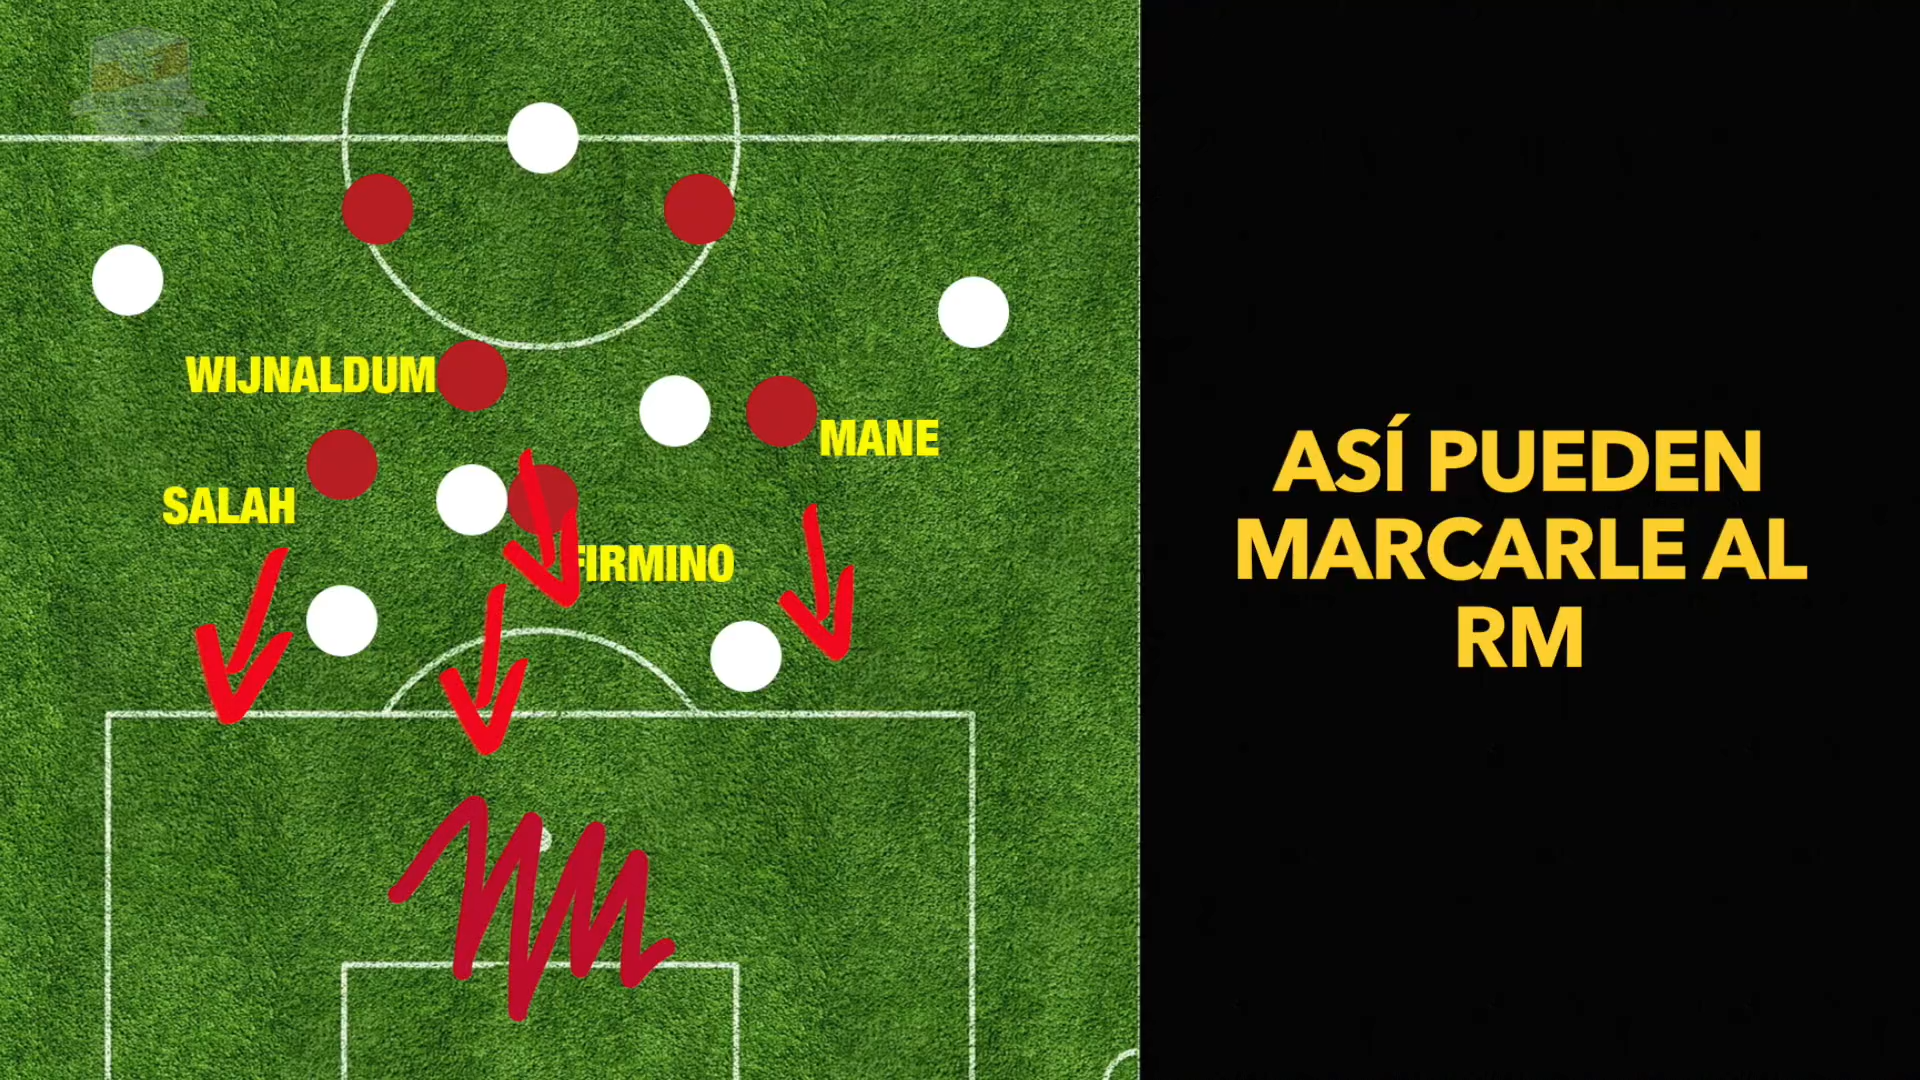 WIJNALDUM
MANE
SALAH
FIRMINO
ASÍ PUEDEN
MARCARLE AL
RM